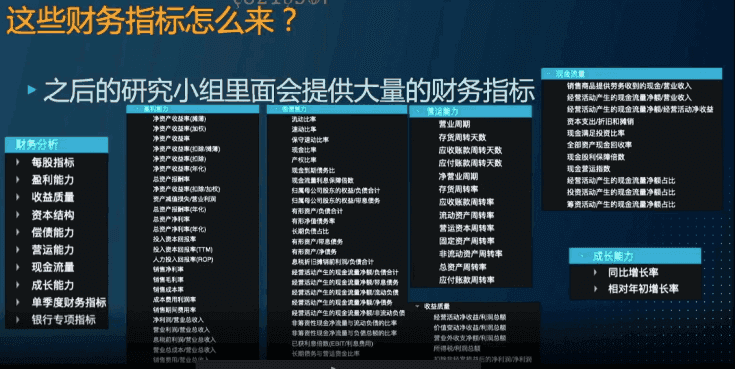 这些财务指标怎么来？
之后的研究小组里面会提供大量的财务指标
财务分析
每股指标
盈利能力
收益质量
资本结构
偿债能力
营运能力
现金流量
成长能力
单季度财务指标
银行专项指标
盈利能力
净资产收益率(摊薄)
净资产收益率(加权)
净资产收益率(平均)
净资产收益率(扣除/摊薄)
净资产收益率(扣除)
净资产收益率(年化)
总资产报酬率
净资产收益率(扣除/加权)
资产减值损失/营业利润
总资产报酬率(年化)
总资产净利率
总资产净利率(年化)
投入资本回报率
投入资本回报率(TTM)
人力投入回报率(ROP)
销售净利率
销售毛利率
销售成本率
成本费用利润率
销售期间费用率
净利润/营业总收入
营业利润/营业总收入
息税前利润/营业总收入
营业总成本/营业总收入
销售费用/营业总收入
偿债能力
流动比率
速动比率
保守速动比率
现金比率
产权比率
现金到期债务比
现金流量利息保障倍数
归属母公司股东的权益/负债合计
归属母公司股东的权益/带息债务
有形资产/负债合计
有形净值债务率
长期负债占比
有形资产/带息债务
有形资产/净债务
息税折旧摊销前利润/负债合计
经营活动产生的现金流量净额/负债合计
经营活动产生的现金流量净额/带息债务
经营活动产生的现金流量净额/流动负债
经营活动产生的现金流量净额/净债务
经营活动产生的现金流量净额/非流动负债
非筹资性现金净流量与流动负债的比率
非筹资性现金净流量与负债总额的比率
已获利息倍数(EBIT/利息费用)
长期债务与营运资金比率
营运能力
营业周期
存货周转天数
应收账款周转天数
应付账款周转天数
净营业周期
存货周转率
应收账款周转率
流动资产周转率
营运资本周转率
固定资产周转率
非流动资产周转率
总资产周转率
应付账款周转率
收益质量
经营活动净收益/利润总额
价值变动净收益/利润总额
营业外收支净额/利润总额
所得税/利润总额
扣除非经常损益后的净利润/净利润
现金流量
销售商品提供劳务收到的现金/营业收入
经营活动产生的现金流量净额/营业收入
经营活动产生的现金流量净额/经营活动净收益
资本支出/折旧和摊销
现金满足投资比率
全部资产现金回收率
现金股利保障倍数
现金营运指数
经营活动产生的现金流量净额占比
投资活动产生的现金流量净额占比
筹资活动产生的现金流量净额占比
成长能力
同比增长率
相对年初增长率